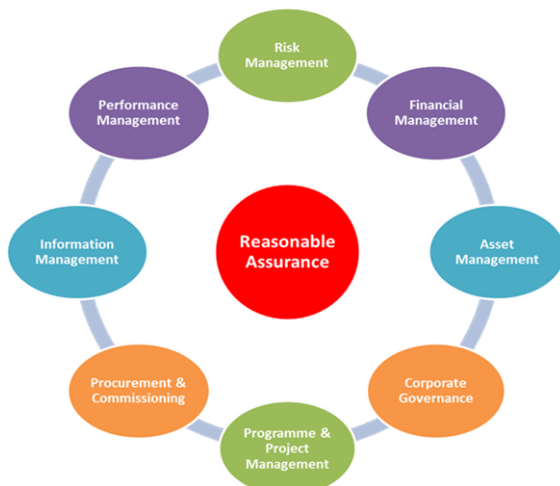 Risk
Management
Performance
Management
Financial
Management
Information
Management
Reasonable
Assurance
Asset
Management
Procurement &
Commissioning
Corporate
Governance
Programme &
Project
Management